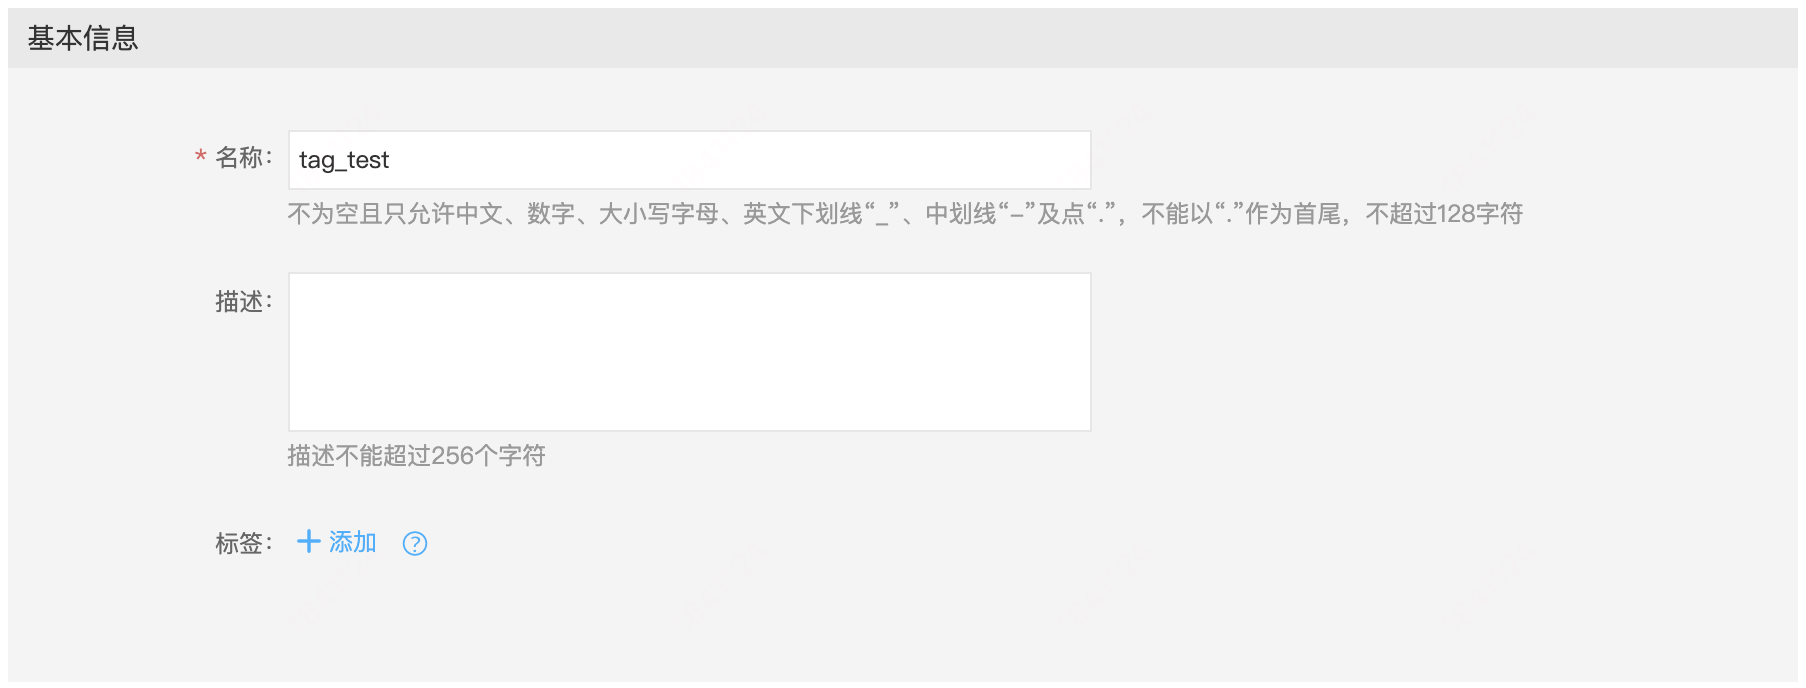 基本信息
* 名称： tag_test
不为空且只允许中文、数字、大小写字母、英文下划线“_”、中划线“-”及点“.”，不能以“.”作为首尾，不超过128字符
描述：
描述不能超过256个字符
标签： + 添加 ?